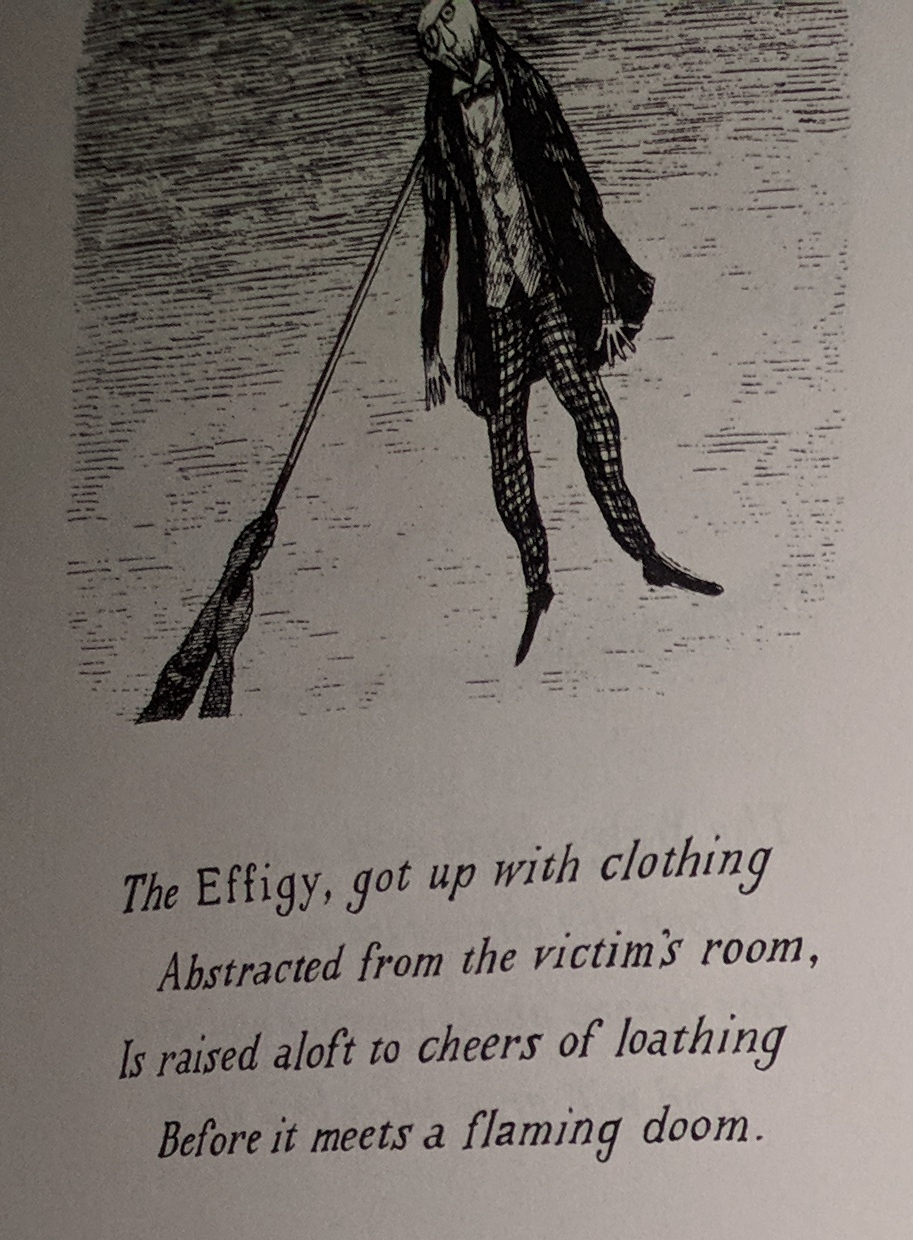 The Effigy, got up with clothing
Abstracted from the victim's room,
Is raised aloft to cheers of loathing
Before it meets a flaming doom.